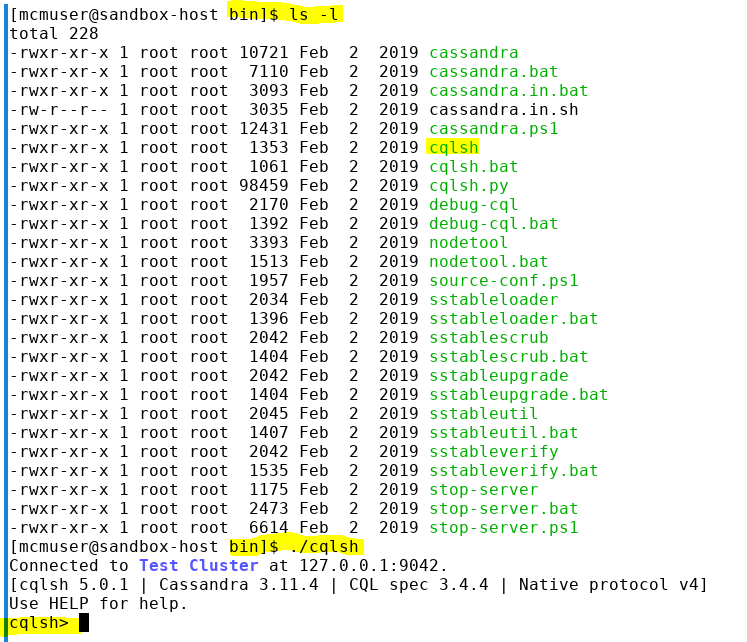 [mcmuser@sandbox-host bin]$ ls -l
total 228
-rwxr-xr-x 1 root root 10721 Feb  2  2019 cassandra
-rwxr-xr-x 1 root root  7110 Feb  2  2019 cassandra.bat
-rwxr-xr-x 1 root root  3093 Feb  2  2019 cassandra.in.bat
-rw-r--r-- 1 root root  3035 Feb  2  2019 cassandra.in.sh
-rwxr-xr-x 1 root root 12431 Feb  2  2019 cassandra.ps1
-rwxr-xr-x 1 root root  1353 Feb  2  2019 cqlsh
-rwxr-xr-x 1 root root  1061 Feb  2  2019 cqlsh.bat
-rwxr-xr-x 1 root root 98459 Feb  2  2019 cqlsh.py
-rwxr-xr-x 1 root root  2170 Feb  2  2019 debug-cql
-rwxr-xr-x 1 root root  1392 Feb  2  2019 debug-cql.bat
-rwxr-xr-x 1 root root  3393 Feb  2  2019 nodetool
-rwxr-xr-x 1 root root  1513 Feb  2  2019 nodetool.bat
-rwxr-xr-x 1 root root  1957 Feb  2  2019 source-conf.ps1
-rwxr-xr-x 1 root root  2034 Feb  2  2019 sstableloader
-rwxr-xr-x 1 root root  1396 Feb  2  2019 sstableloader.bat
-rwxr-xr-x 1 root root  2042 Feb  2  2019 sstablescrub
-rwxr-xr-x 1 root root  1404 Feb  2  2019 sstablescrub.bat
-rwxr-xr-x 1 root root  2042 Feb  2  2019 sstableupgrade
-rwxr-xr-x 1 root root  1404 Feb  2  2019 sstableupgrade.bat
-rwxr-xr-x 1 root root  2045 Feb  2  2019 sstableutil
-rwxr-xr-x 1 root root  1407 Feb  2  2019 sstableutil.bat
-rwxr-xr-x 1 root root  2042 Feb  2  2019 sstableverify
-rwxr-xr-x 1 root root  1535 Feb  2  2019 sstableverify.bat
-rwxr-xr-x 1 root root  1175 Feb  2  2019 stop-server
-rwxr-xr-x 1 root root  2473 Feb  2  2019 stop-server.bat
-rwxr-xr-x 1 root root  6614 Feb  2  2019 stop-server.ps1
[mcmuser@sandbox-host bin]$ ./cqlsh
Connected to Test Cluster at 127.0.0.1:9042.
[cqlsh 5.0.1 | Cassandra 3.11.4 | CQL spec 3.4.4 | Native protocol v4]
Use HELP for help.
cqlsh>